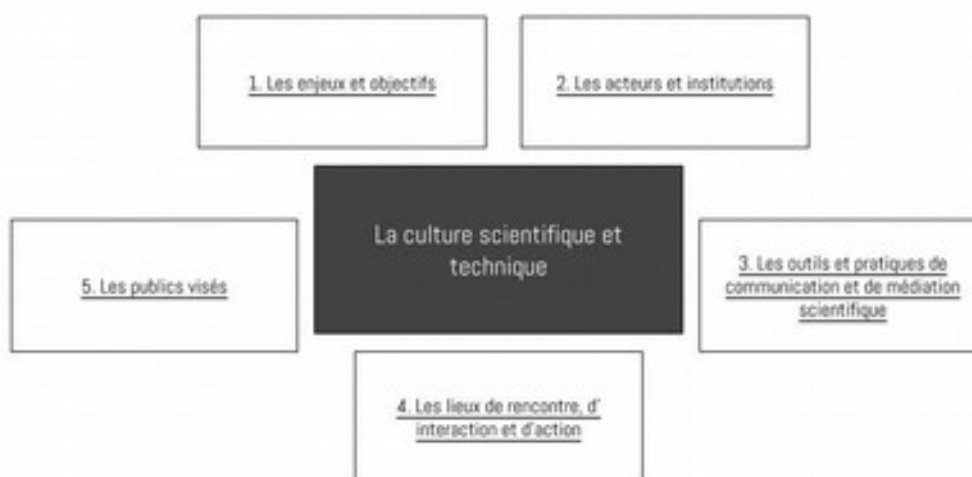 1. Les enjeux et objectifs
2. Les acteurs et institutions
La culture scientifique et
technique
3. Les outils et pratiques de
communication et de médiation
scientifique
4. Les lieux de rencontre, d'
interaction et d'action
5. Les publics visés